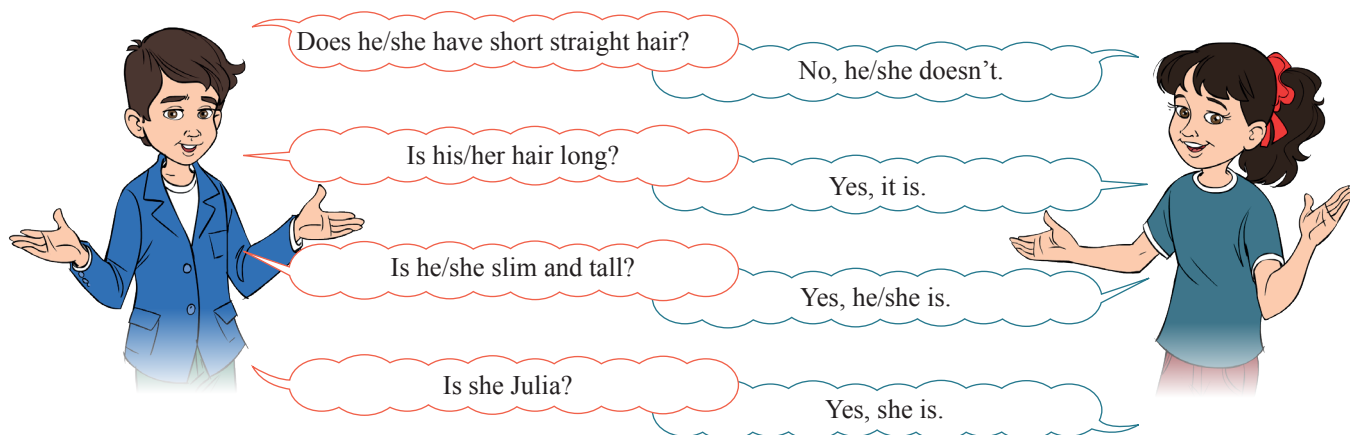 Does he/she have short straight hair?
No, he/she doesn’t.
Is his/her hair long?
Yes, it is.
Is he/she slim and tall?
Yes, he/she is.
Is she Julia?
Yes, she is.